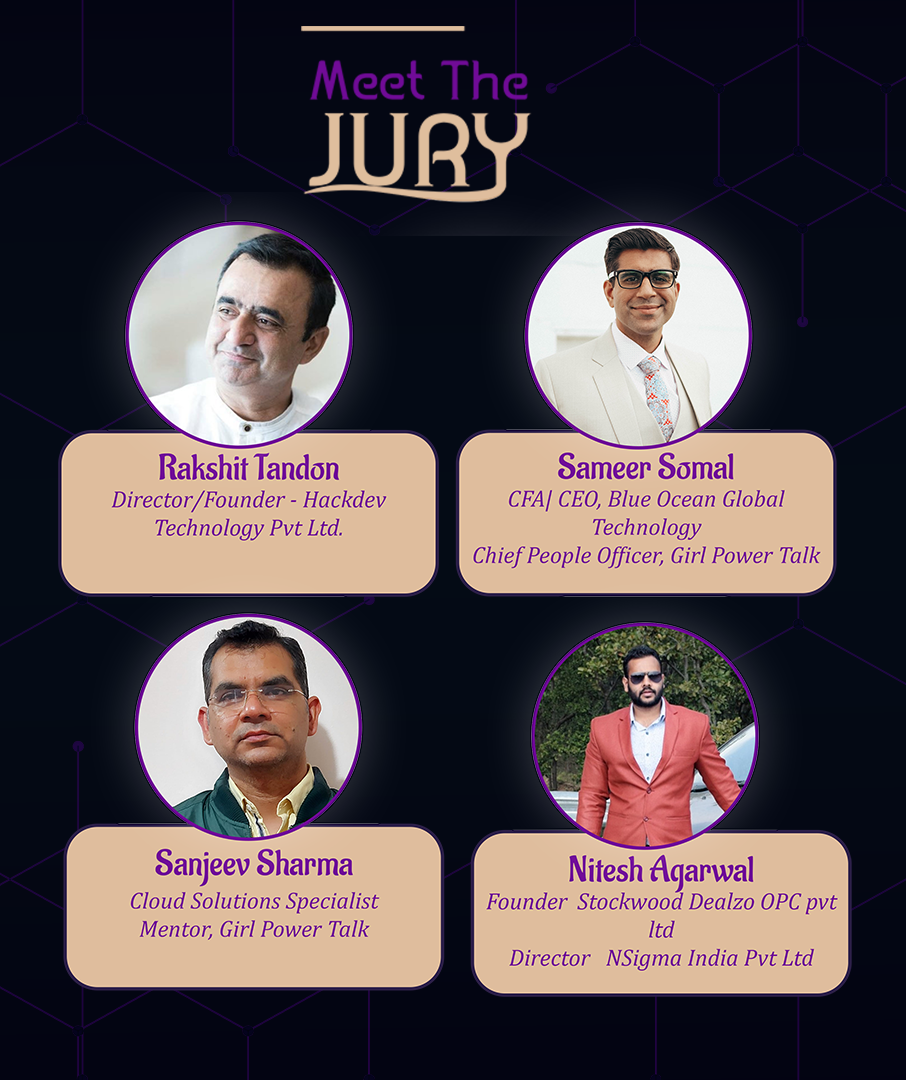 Meet The
JURY
Rakshit Tandon
Director/Founder - Hackdev
Technology Pvt Ltd.
Sameer Somal
CFA| CEO, Blue Ocean Global
Technology
Chief People Officer, Girl Power Talk
Sanjeev Sharma
Cloud Solutions Specialist
Mentor, Girl Power Talk
Nitesh Agarwal
Founder  Stockwood Dealzo OPC pvt
ltd
Director   NSigma India Pvt Ltd